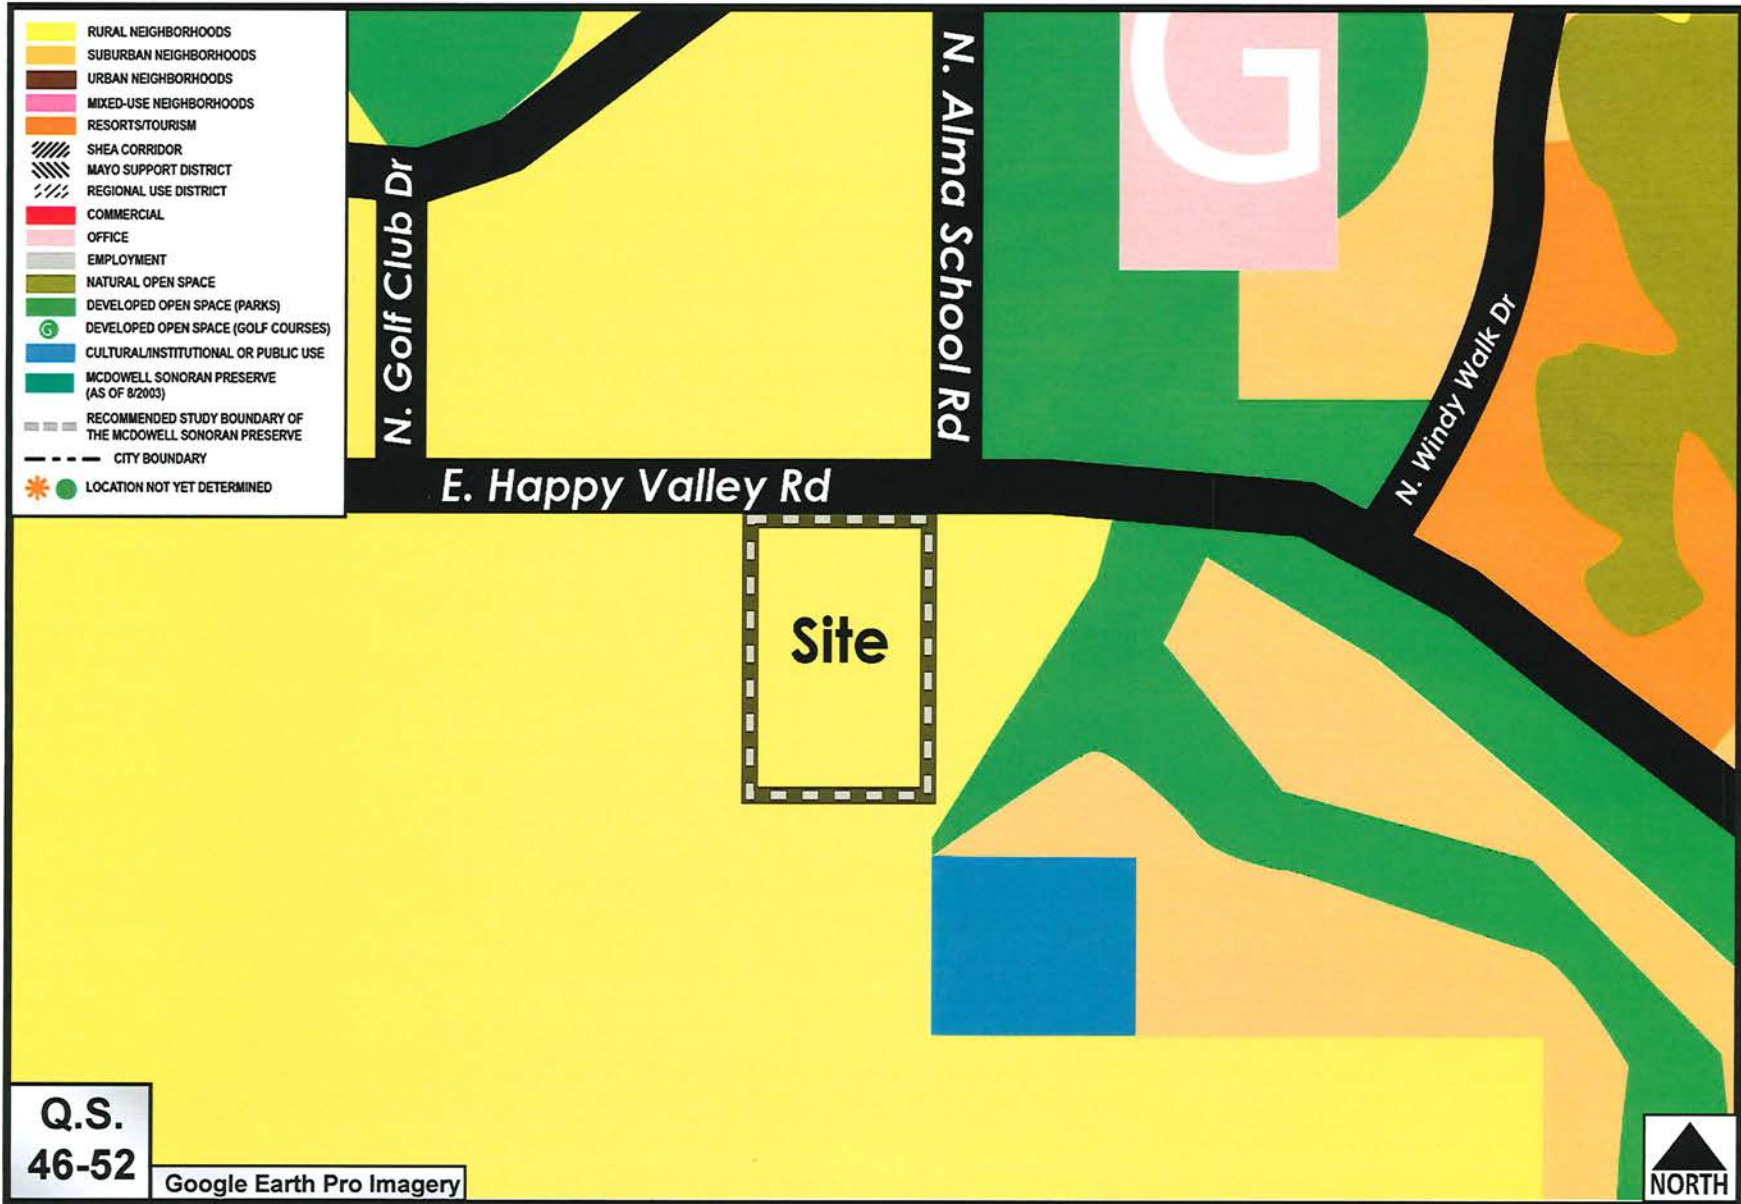 RURAL NEIGHBORHOODS
SUBURBAN NEIGHBORHOODS
URBAN NEIGHBORHOODS
MIXED-USE NEIGHBORHOODS
RESORTS/TOURISM
SHEA CORRIDOR
MAYO SUPPORT DISTRICT
REGIONAL USE DISTRICT
COMMERCIAL
OFFICE
EMPLOYMENT
NATURAL OPEN SPACE
DEVELOPED OPEN SPACE (PARKS)
G
DEVELOPED OPEN SPACE (GOLF COURSES)
CULTURAL/INSTITUTIONAL OR PUBLIC USE
MCDOWELL SONORAN PRESERVE
(AS OF 8/2003)
RECOMMENDED STUDY BOUNDARY OF
THE MCDOWELL SONORAN PRESERVE
CITY BOUNDARY
LOCATION NOT YET DETERMINED
N. Golf Club Dr
N. Alma School Rd
G
N. Windy Walk Dr
E. Happy Valley Rd
Site
Q.S.
46-52
Google Earth Pro Imagery
NORTH